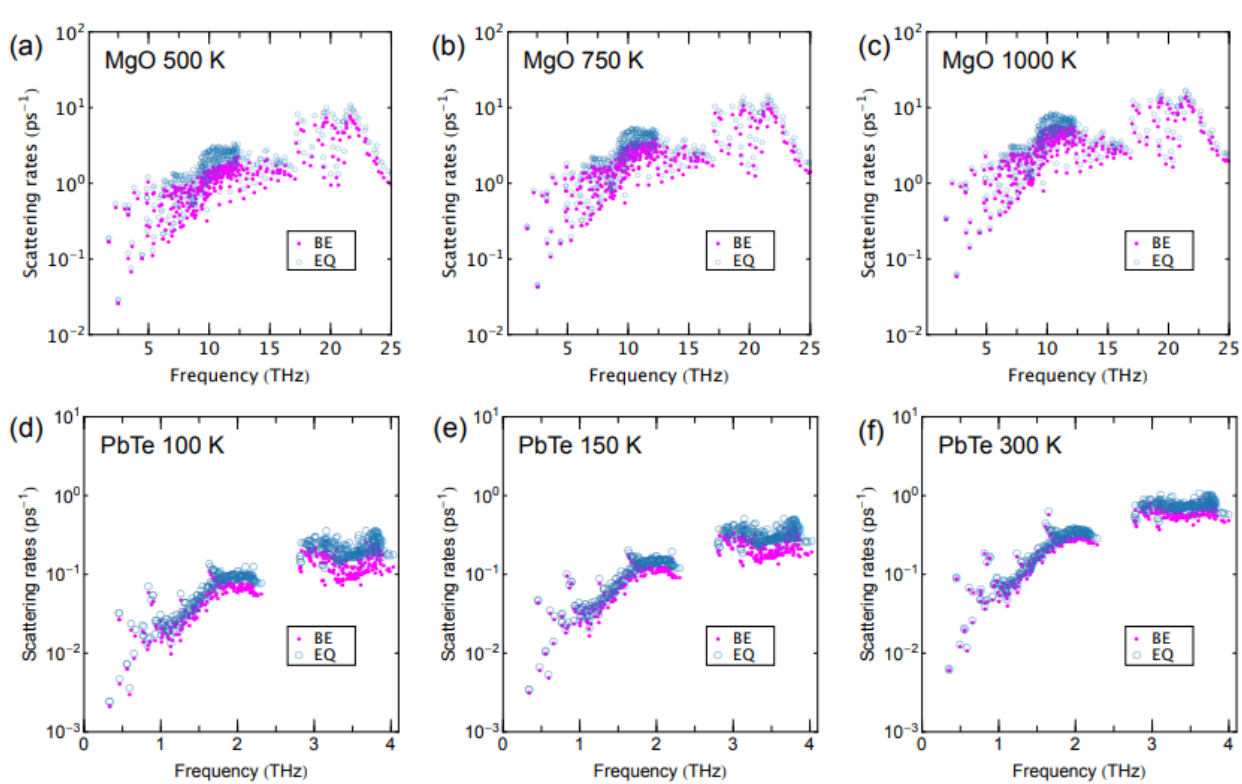 (a)
MgO 500 K
10²
10¹
10⁰
10⁻¹
10⁻²
Scattering rates (ps⁻¹)
BE
EQ
5 10 15 20 25
Frequency (THz)
(b)
MgO 750 K
10²
10¹
10⁰
10⁻¹
10⁻²
Scattering rates (ps⁻¹)
BE
EQ
5 10 15 20 25
Frequency (THz)
(c)
MgO 1000 K
10²
10¹
10⁰
10⁻¹
10⁻²
Scattering rates (ps⁻¹)
BE
EQ
5 10 15 20 25
Frequency (THz)
(d)
PbTe 100 K
10¹
10⁰
10⁻¹
10⁻²
10⁻³
Scattering rates (ps⁻¹)
BE
EQ
0 1 2 3 4
Frequency (THz)
(e)
PbTe 150 K
10¹
10⁰
10⁻¹
10⁻²
10⁻³
Scattering rates (ps⁻¹)
BE
EQ
0 1 2 3 4
Frequency (THz)
(f)
PbTe 300 K
10¹
10⁰
10⁻¹
10⁻²
10⁻³
Scattering rates (ps⁻¹)
BE
EQ
0 1 2 3 4
Frequency (THz)